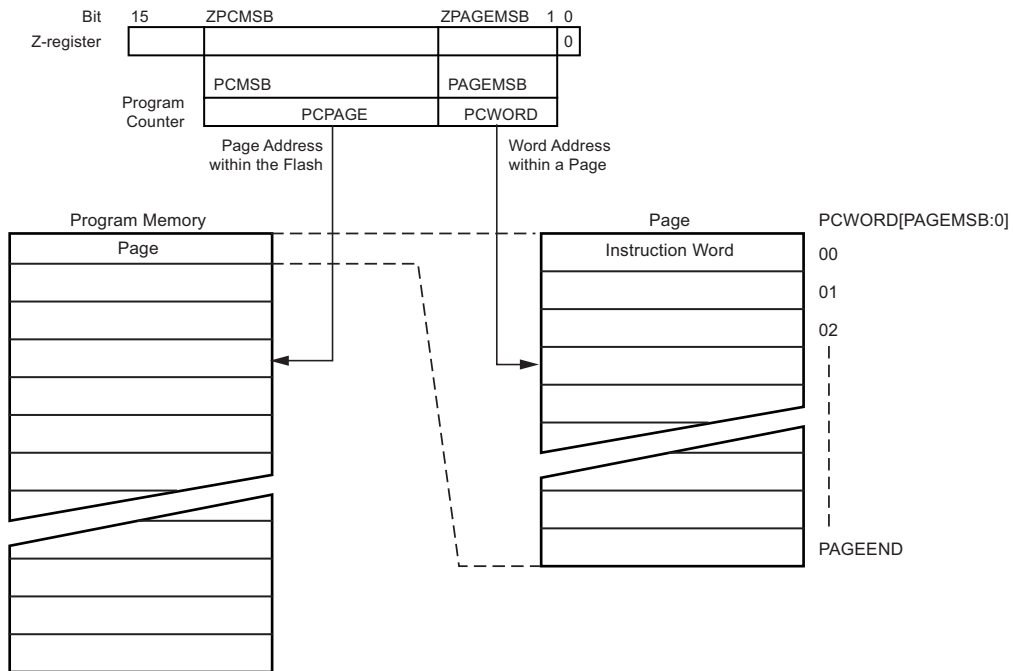 Bit 15 ZPCMSB ZPAGEMSB 1 0
Z-register 0
PCMSB PAGEMSB
Program
Counter
PCPAGE PCWORD
Page Address
within the Flash
Word Address
within a Page
Program Memory
Page
Page PCWORD[PAGEMSB:0]
Instruction Word 00
01
02
PAGEEND